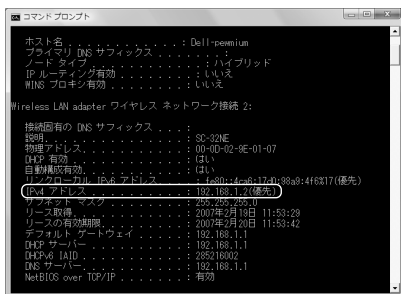 コマンド プロンプト
ホスト名 . . . . . . . . . . . . : Dell-pewnium
プライマリ DNS サフィックス . . . . . . . :
ノード タイプ . . . . . . . . . . . : ハイブリッド
IP ルーティング有効 . . . . . . . . : いいえ
WINS プロキシ有効 . . . . . . . . : いいえ
Wireless LAN adapter ワイヤレス ネットワーク接続 2:
接続固有の DNS サフィックス . . . :
説明. . . . . . . . . . . . . . . : SC-32NE
物理アドレス. . . . . . . . . . . : 00-0D-02-9E-01-07
DHCP 有効 . . . . . . . . . . . . : はい
自動構成有効. . . . . . . . . . . : はい
リンクローカル IPv6 アドレス. . . . : fe80::4ca6:17d0:98a9:4f6%17(優先)
IPv4 アドレス . . . . . . . . . . : 192.168.1.2(優先)
サブネット マスク . . . . . . . . : 255.255.255.0
リース取得. . . . . . . . . . . . : 2007年2月19日 11:53:29
リースの有効期限. . . . . . . . . : 2007年2月20日 11:53:42
デフォルト ゲートウェイ . . . . . : 192.168.1.1
DHCP サーバー . . . . . . . . . . : 192.168.1.1
DHCPv6 IAID . . . . . . . . . . . : 285216002
DNS サーバー. . . . . . . . . . . : 192.168.1.1
NetBIOS over TCP/IP . . . . . . . : 有効